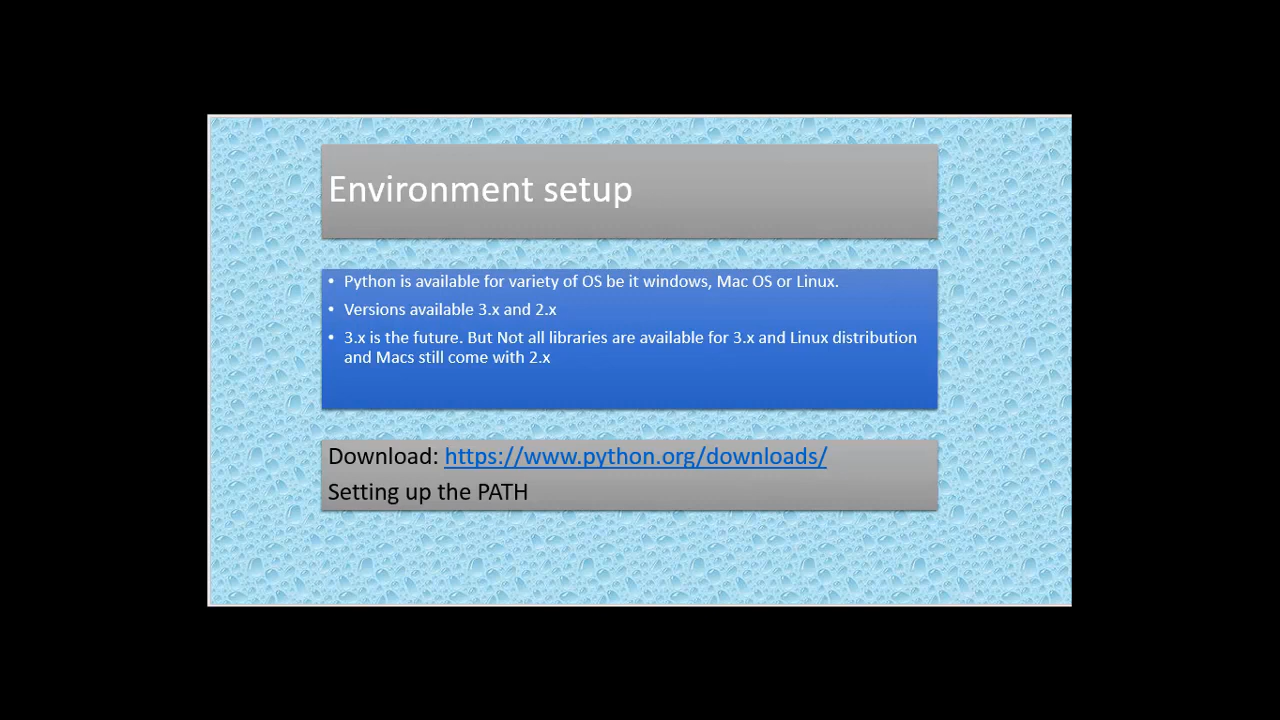 Environment setup
• Python is available for variety of OS be it windows, Mac OS or Linux.
• Versions available 3.x and 2.x
• 3.x is the future. But Not all libraries are available for 3.x and Linux distribution
and Macs still come with 2.x
Download: https://www.python.org/downloads/
Setting up the PATH